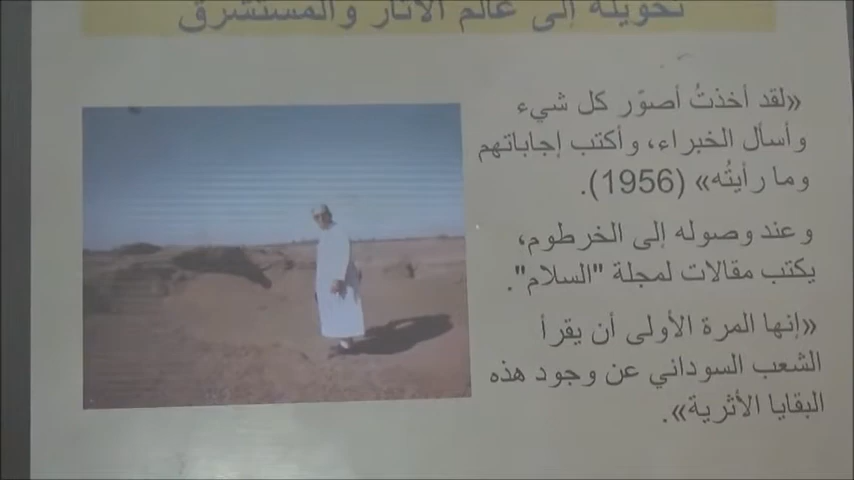 تحويله إلى عالم الآثار والمستشرق
«لقد أخذتُ أصوّر كل شيء
وأسأل الخبراء، وأكتب إجاباتهم
وما رأيتُه» (1956).
وعند وصوله إلى الخرطوم،
يكتب مقالات لمجلة "السلام".
«إنها المرة الأولى أن يقرأ
الشعب السوداني عن وجود هذه
البقايا الأثرية».